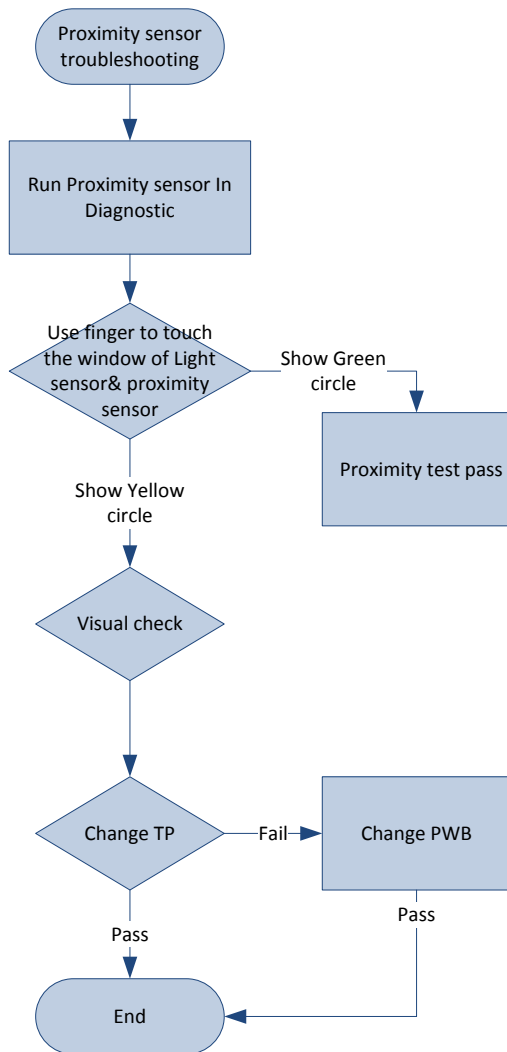 Proximity sensor
troubleshooting
Run Proximity sensor In
Diagnostic
Use finger to touch
the window of Light
sensor& proximity
sensor
Show Green
circle
Proximity test pass
Show Yellow
circle
Visual check
Change TP
Fail
Change PWB
Pass
Pass
End